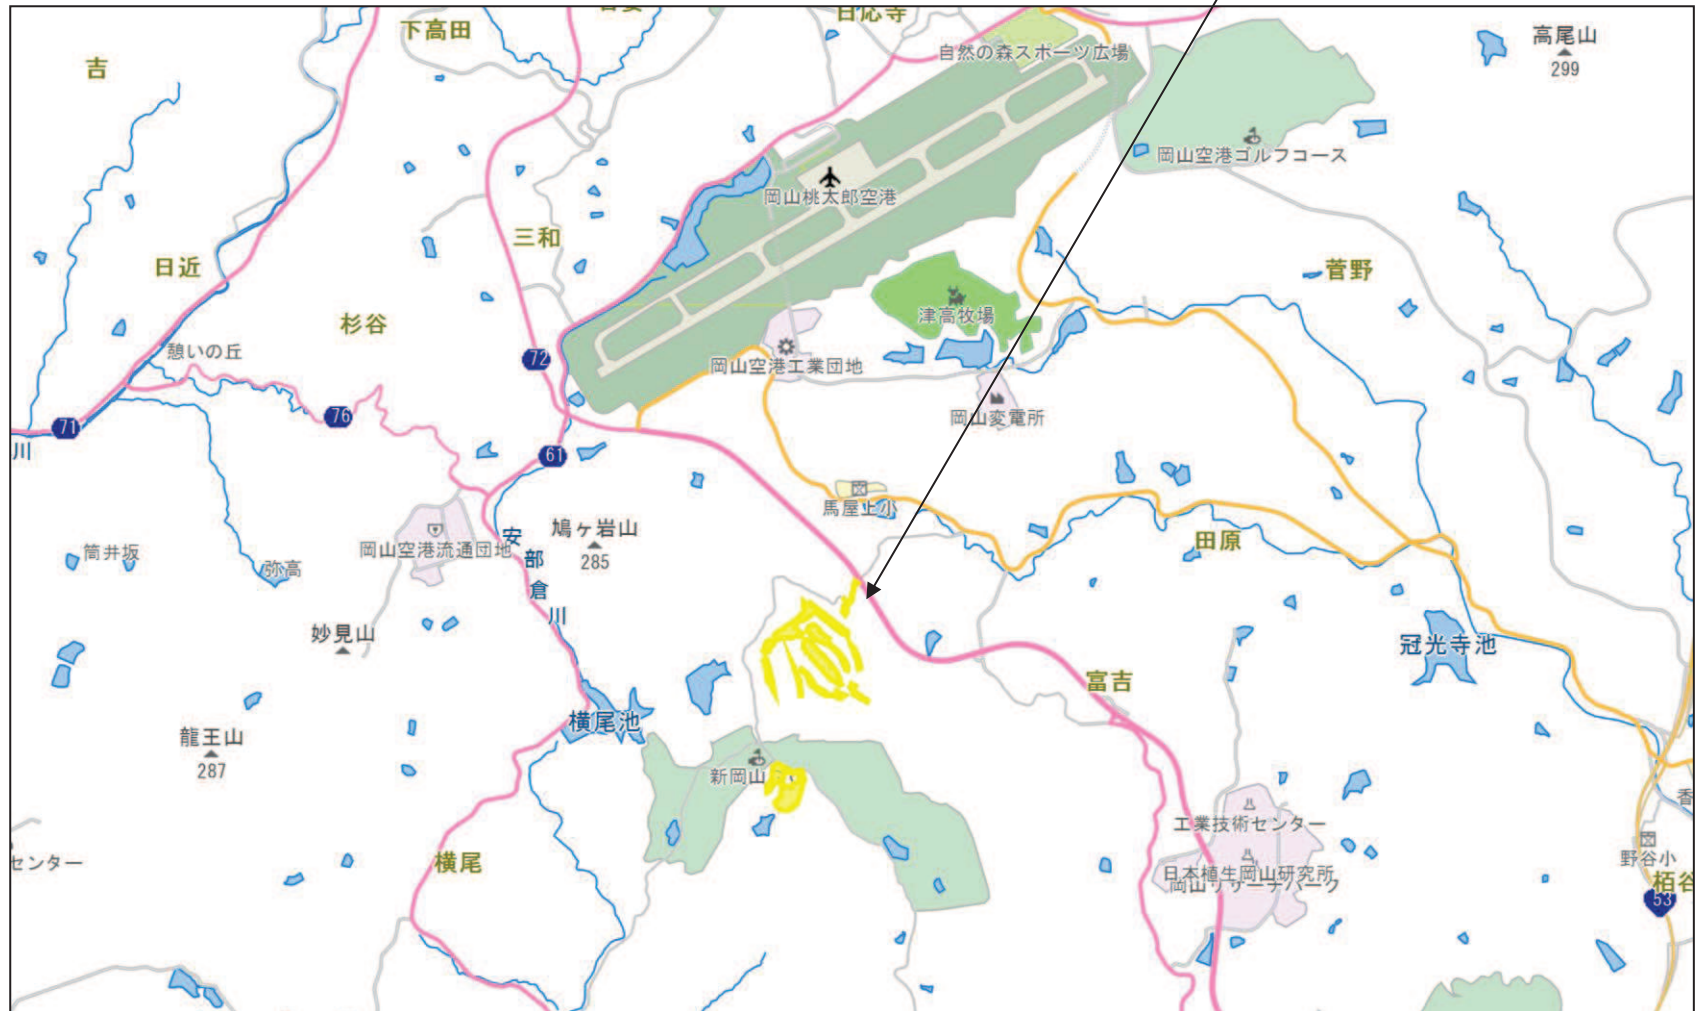 下高田
日応寺
自然の森スポーツ広場
高尾山
299
吉
岡山空港ゴルフコース
岡山桃太郎空港
三和
日近
菅野
杉谷
津高牧場
憩いの丘
72
岡山空港工業団地
76
岡山変電所
71
川
61
馬屋上小
安部倉川
鳩ヶ岩山
285
田原
岡山空港流通団地
筒井坂
弥高
妙見山
冠光寺池
富吉
横尾池
龍王山
287
新岡山
工業技術センター
センター
横尾
日本植生岡山研究所
岡山リサーチパーク
野谷小
栢谷
53
香